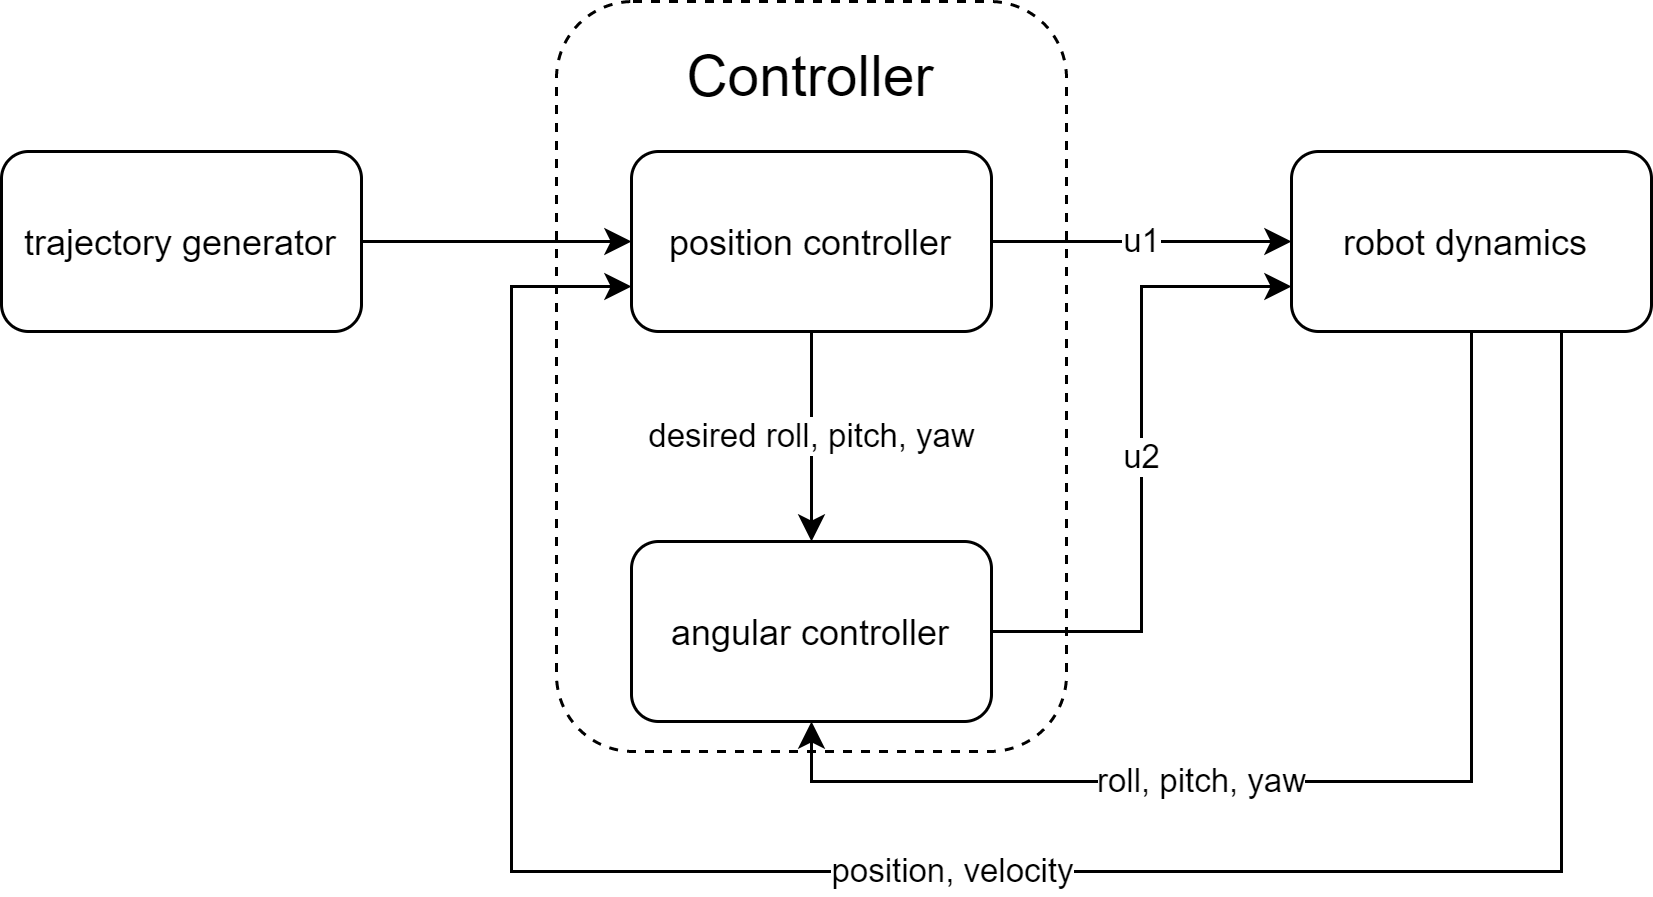 Controller
trajectory generator
position controller
u1
robot dynamics
desired roll, pitch, yaw
u2
angular controller
roll, pitch, yaw
position, velocity